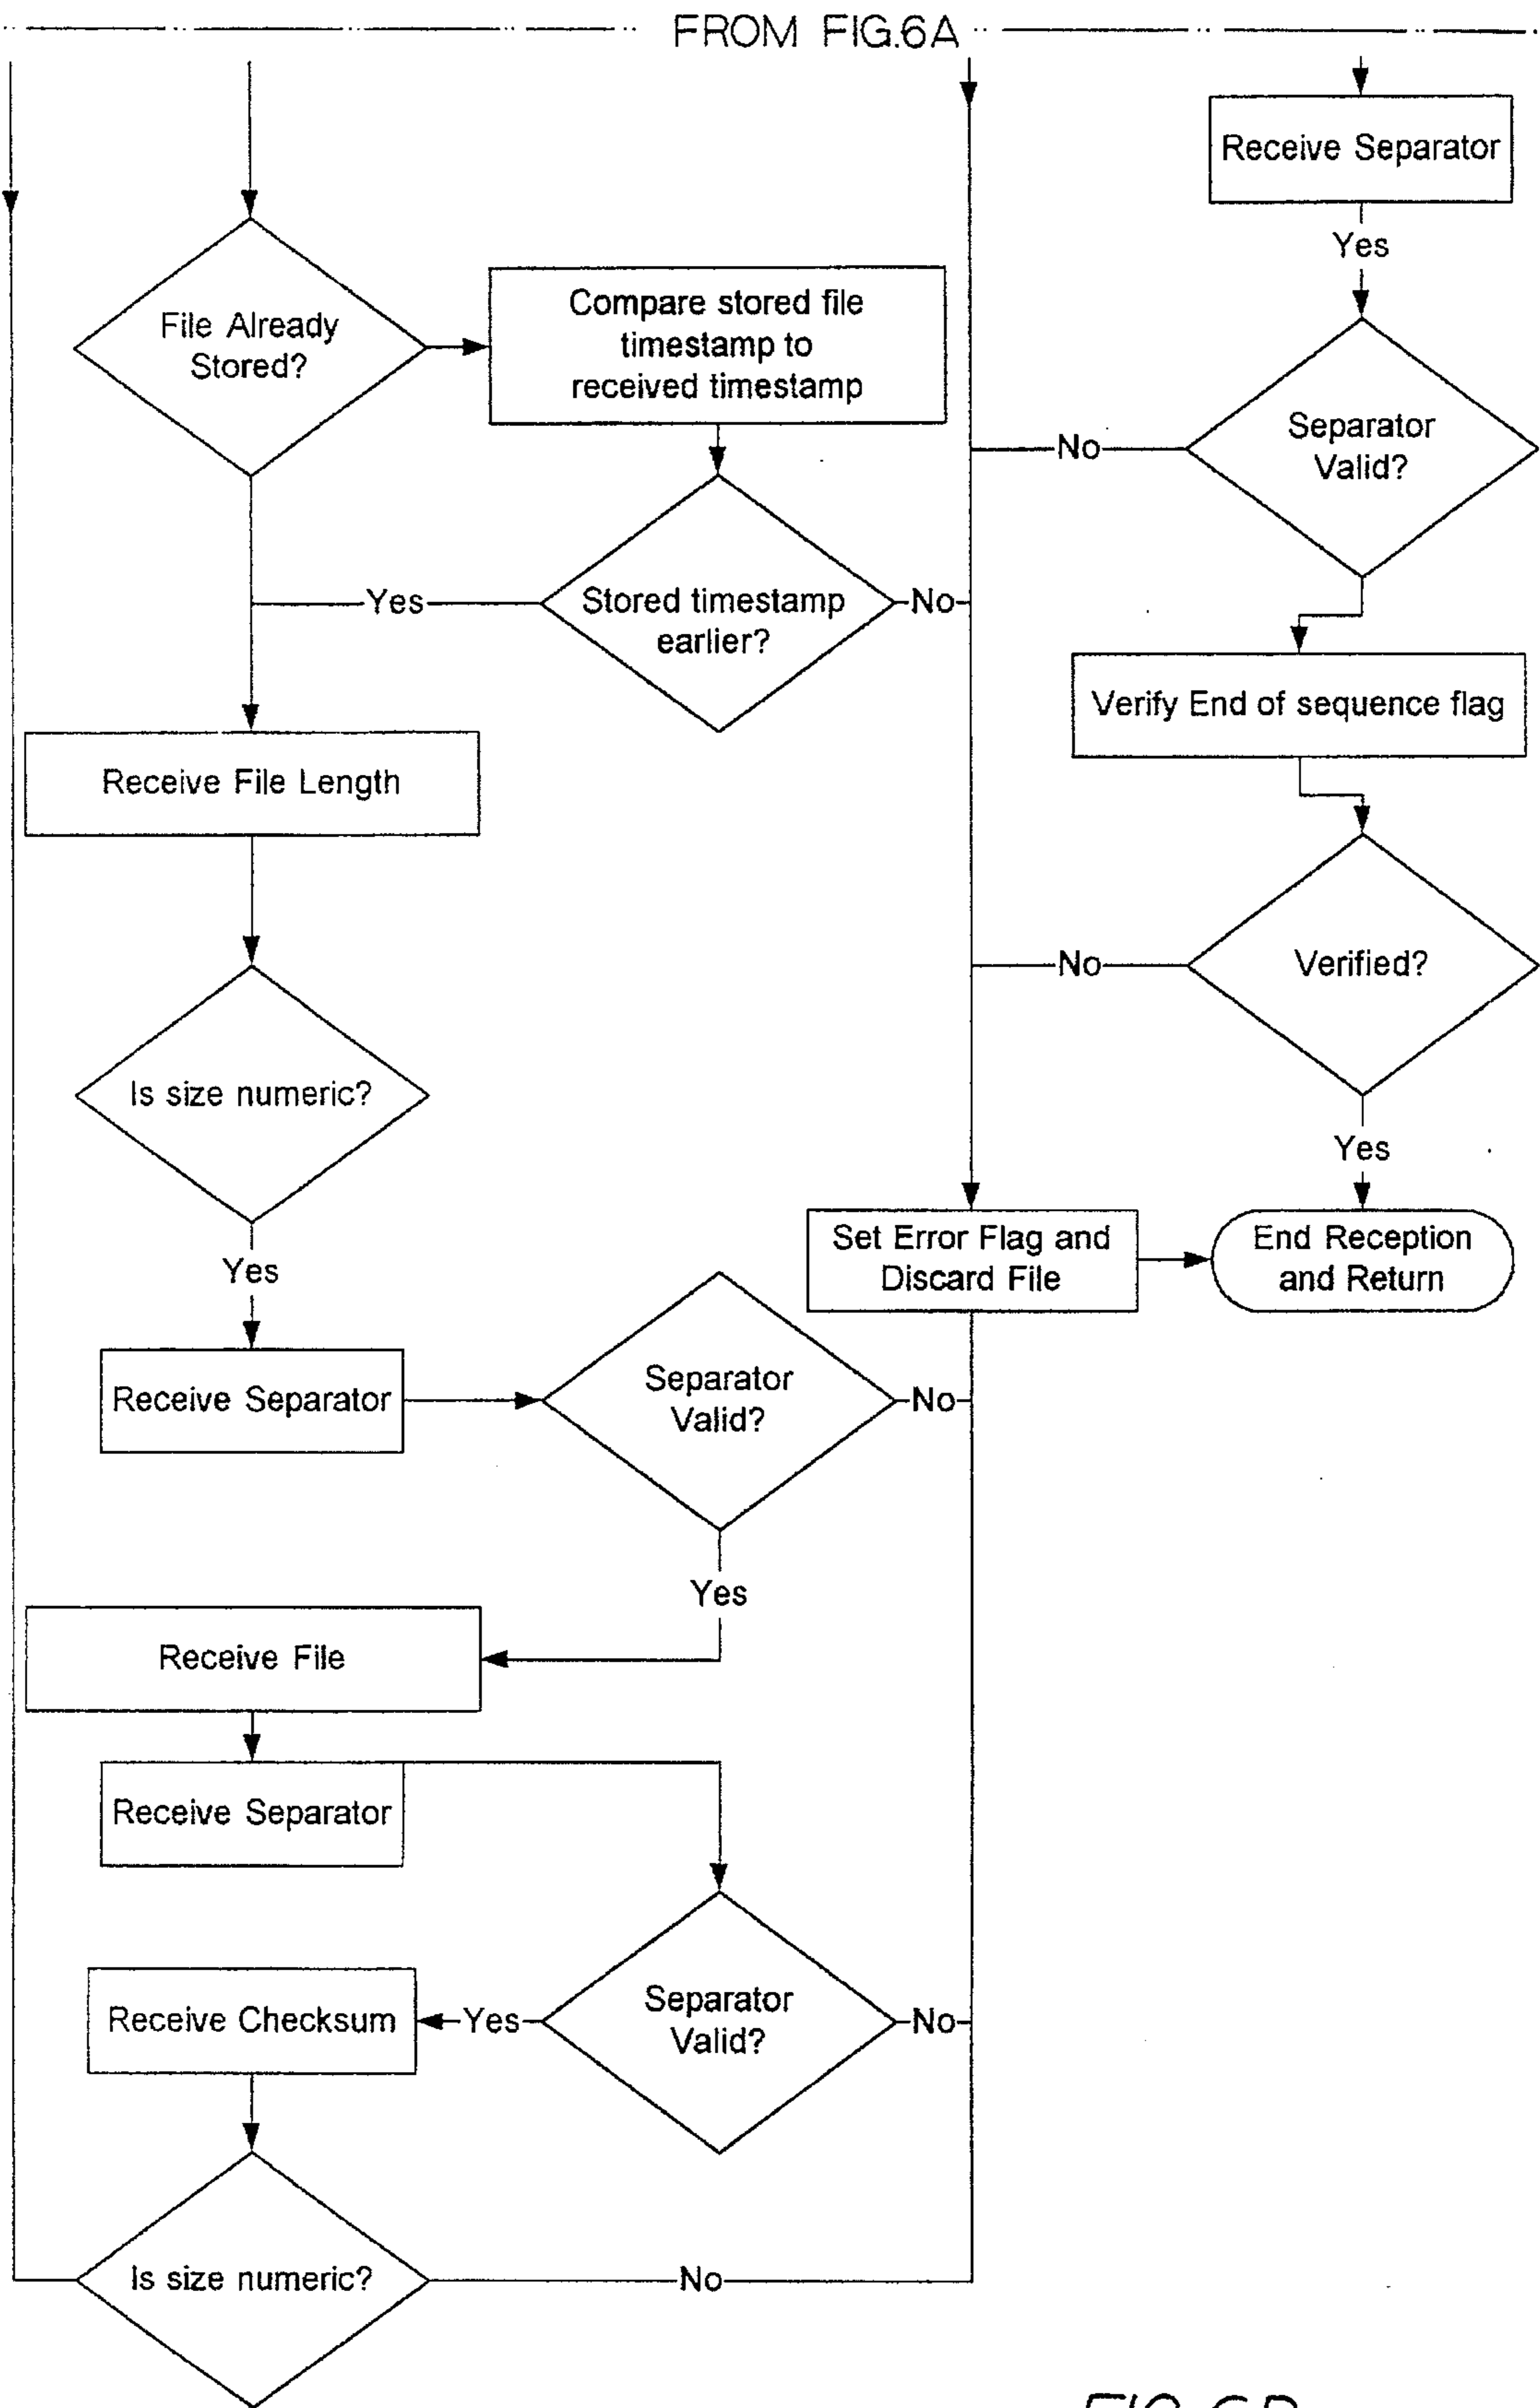 FROM FIG.6A
Receive Separator
Yes
File Already
Stored?
Compare stored file
timestamp to
received timestamp
Separator
Valid?
No
Yes
Stored timestamp
earlier?
No
Verify End of sequence flag
Receive File Length
Verified?
No
Is size numeric?
Yes
Set Error Flag and
Discard File
End Reception
and Return
Yes
Receive Separator
Separator
Valid?
No
Yes
Receive File
Receive Separator
Separator
Valid?
No
Yes
Receive Checksum
Is size numeric?
No